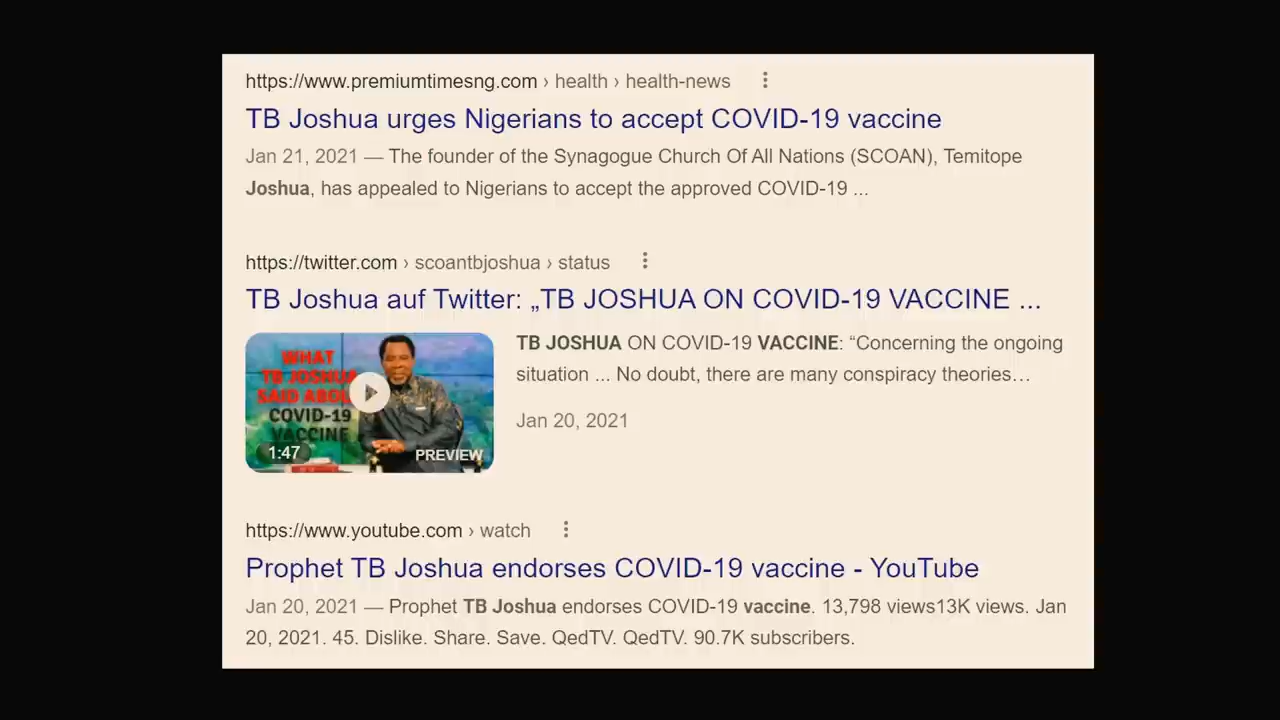 https://www.premiumtimesng.com › health › health-news
TB Joshua urges Nigerians to accept COVID-19 vaccine
Jan 21, 2021 — The founder of the Synagogue Church Of All Nations (SCOAN), Temitope
Joshua, has appealed to Nigerians to accept the approved COVID-19 ...
https://twitter.com › scoantbjoshua › status
TB Joshua auf Twitter: „TB JOSHUA ON COVID-19 VACCINE ...
WHAT
TB JOSHUA
SAID ABOU
COVID-19
VACCINE
1:47
PREVIEW
TB JOSHUA ON COVID-19 VACCINE: “Concerning the ongoing
situation ... No doubt, there are many conspiracy theories…
Jan 20, 2021
https://www.youtube.com › watch
Prophet TB Joshua endorses COVID-19 vaccine - YouTube
Jan 20, 2021 — Prophet TB Joshua endorses COVID-19 vaccine. 13,798 views13K views. Jan
20, 2021. 45. Dislike. Share. Save. QedTV. QedTV. 90.7K subscribers.